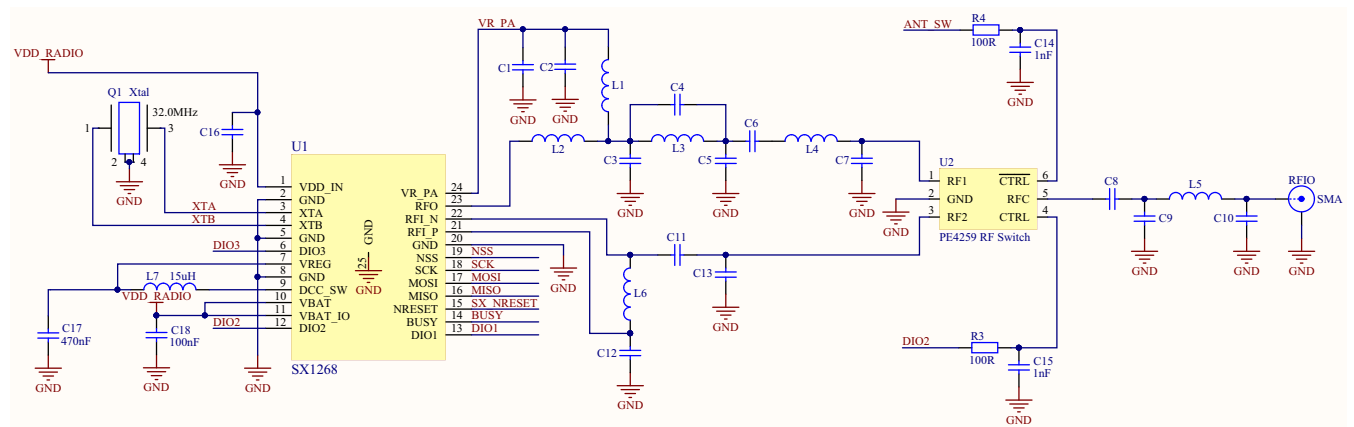 VR_PA
ANT_SW
R4
100R
C14
1nF
GND
VDD_RADIO
Q1 Xtal
32.0MHz
1
3
2
4
GND
C16
GND
C1
GND
C2
GND
L1
C4
L2
C3
GND
L3
C5
GND
C6
L4
C7
GND
U1
1 VDD_IN
2 GND
XTA 3 XTA
XTB 4 XTB
5 GND
DIO3 6 DIO3
7 VREG
8 GND
9 DCC_SW
10 VBAT
11 VBAT_IO
DIO2 12 DIO2
GND
25
GND
VR_PA 24
RFO 23
RFI_N 22
RFI_P 21
GND 20
NSS 19 NSS
SCK 18 SCK
MOSI 17 MOSI
MISO 16 MISO
NRESET 15 SX_NRESET
BUSY 14 BUSY
DIO1 13 DIO1
SX1268
GND
L7 15uH
VDD_RADIO
C17
470nF
GND
C18
100nF
GND
GND
C11
L6
C13
GND
C12
GND
U2
1 RF1
2 GND
3 RF2
CTRL 6
RFC 5
CTRL 4
PE4259 RF Switch
GND
C8
C9
GND
L5
C10
GND
RFIO
SMA
GND
DIO2
R3
100R
C15
1nF
GND